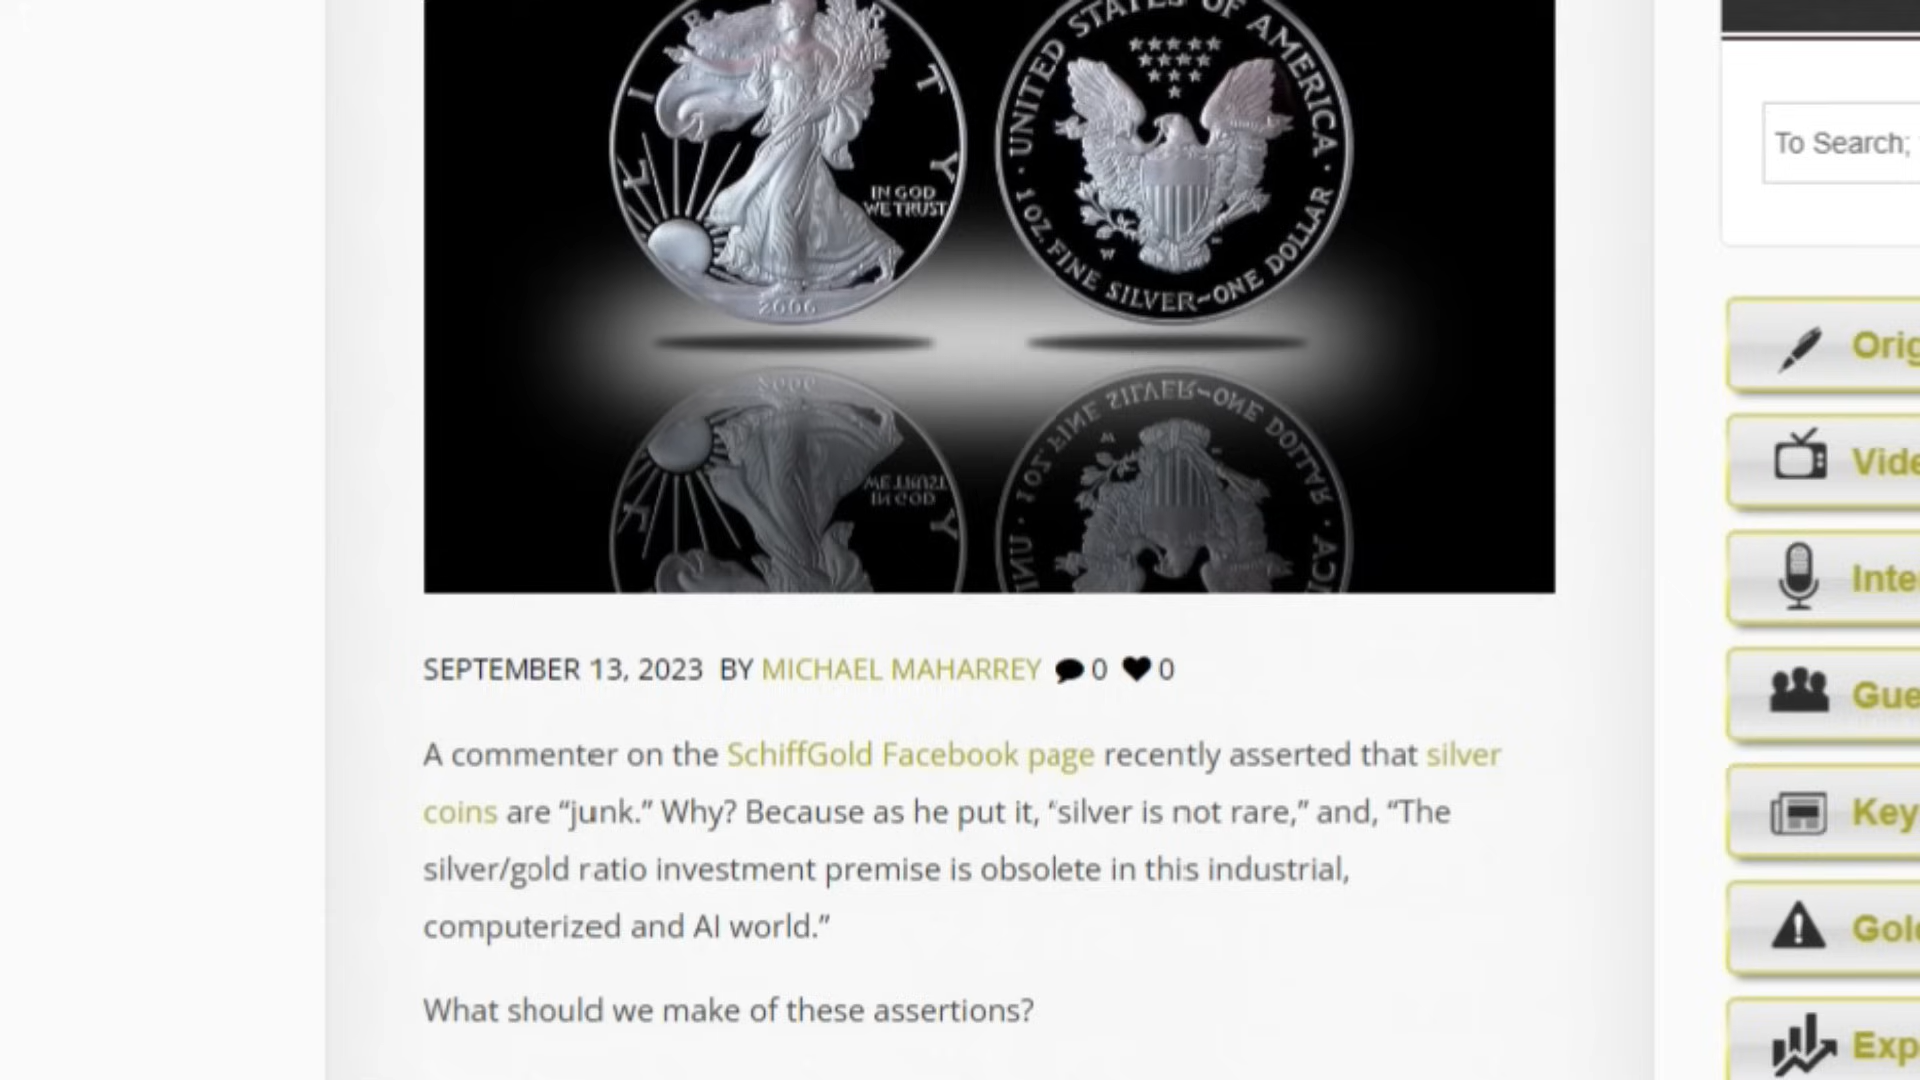 LIBERTY
IN GOD
WE TRUST
2006
UNITED STATES OF AMERICA
1 OZ. FINE SILVER~ONE DOLLAR
SEPTEMBER 13, 2023 BY MICHAEL MAHARREY 0 0
A commenter on the SchiffGold Facebook page recently asserted that silver
coins are “junk.” Why? Because as he put it, “silver is not rare,” and, “The
silver/gold ratio investment premise is obsolete in this industrial,
computerized and AI world.”
What should we make of these assertions?
To Search;
Orig
Vide
Inte
Gue
Key
Gol
Exp